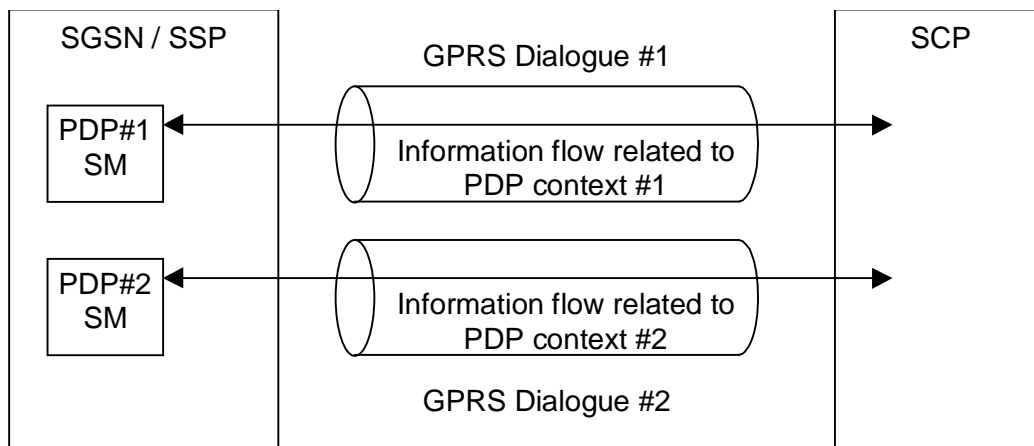 SGSN / SSP
SCP
GPRS Dialogue #1
PDP#1
SM
Information flow related to
PDP context #1
PDP#2
SM
Information flow related to
PDP context #2
GPRS Dialogue #2